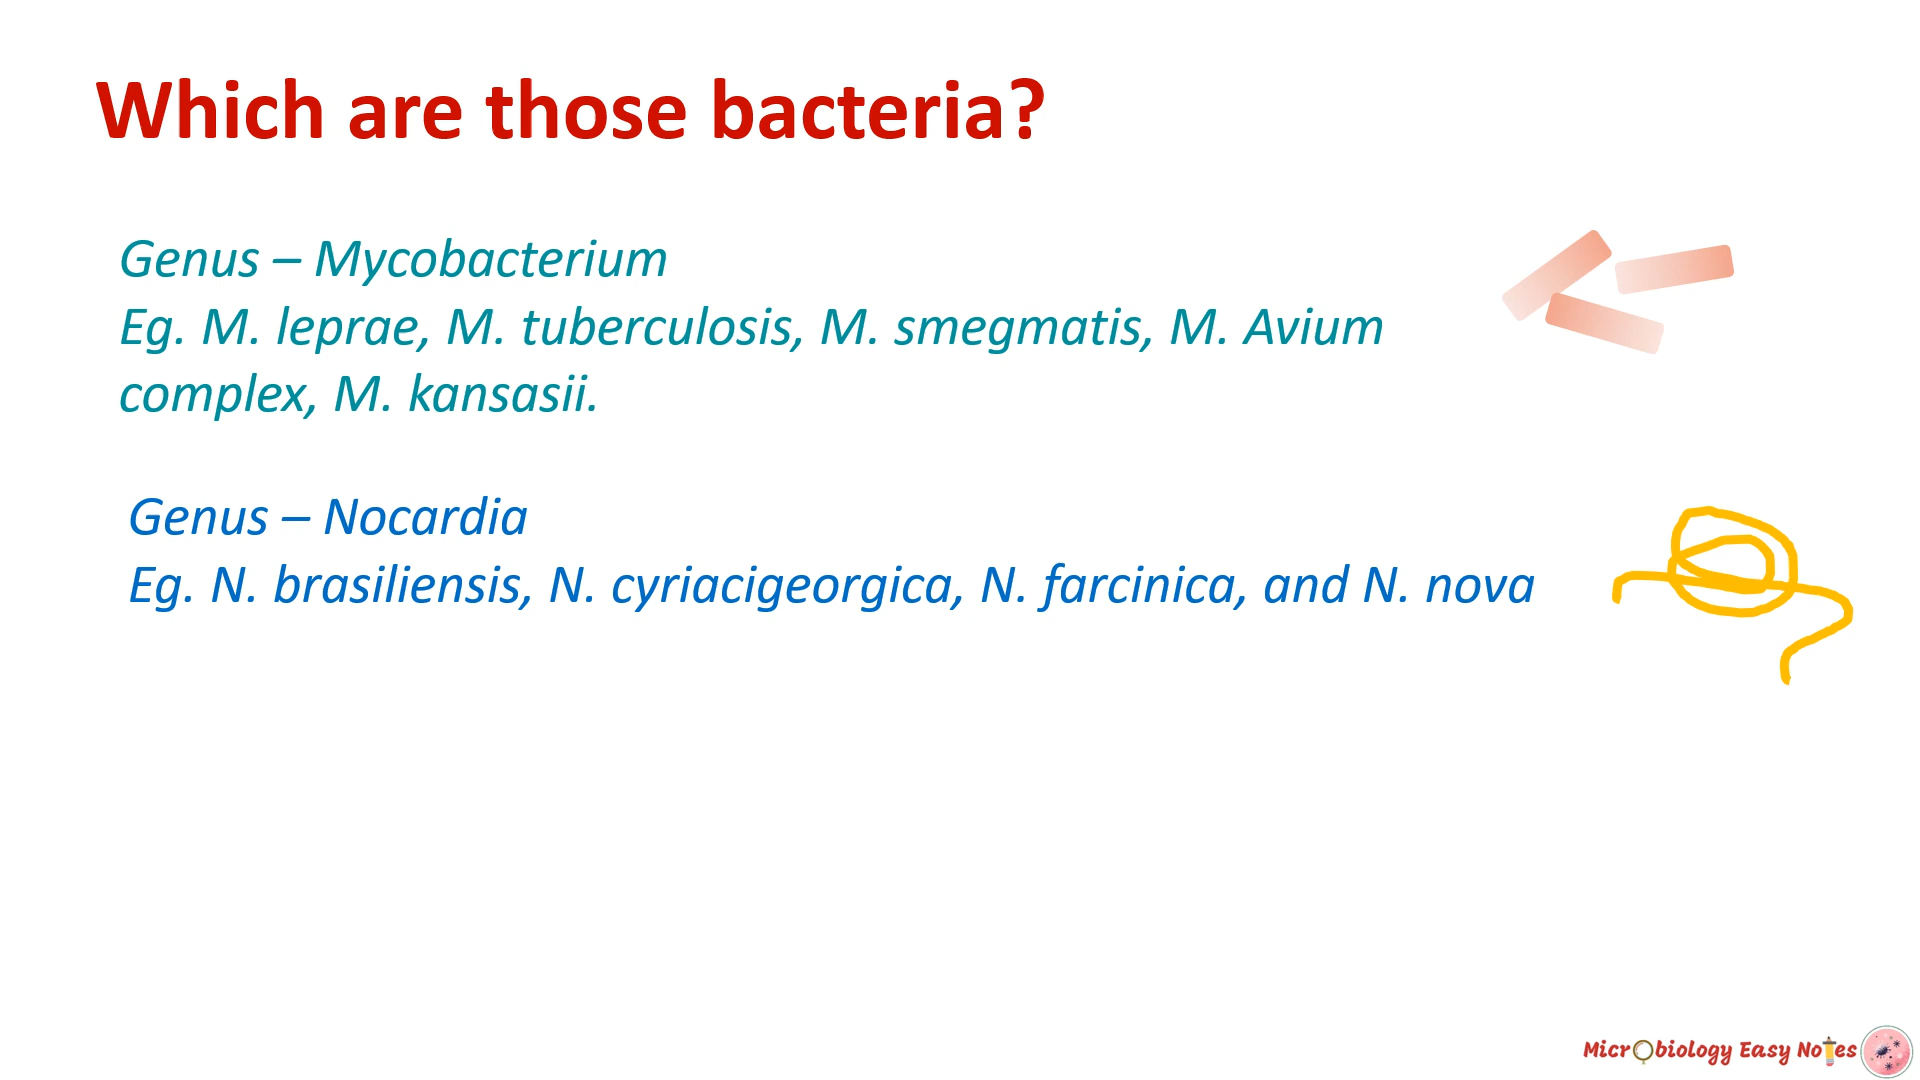 Which are those bacteria?
Genus – Mycobacterium
Eg. M. leprae, M. tuberculosis, M. smegmatis, M. Avium
complex, M. kansasii.
Genus – Nocardia
Eg. N. brasiliensis, N. cyriacigeorgica, N. farcinica, and N. nova
Microbiology Easy Notes